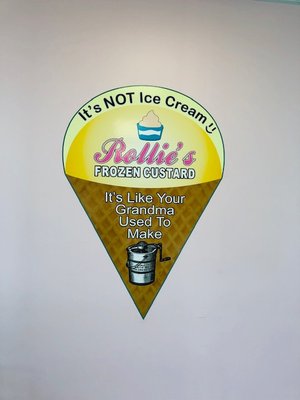 It's NOT Ice Cream!
Rollie's
FROZEN CUSTARD
It's Like Your
Grandma
Used To
Make